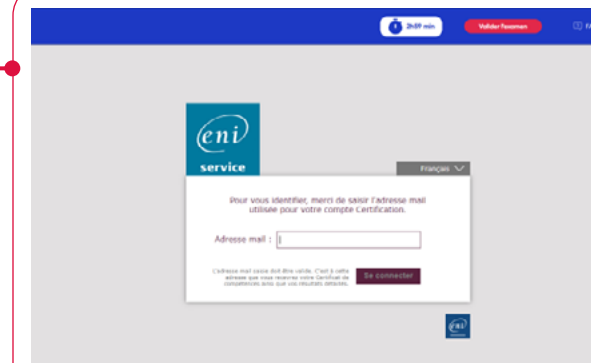 2h59 min
Valider l'examen
FA
eni
service
Français
Pour vous identifier, merci de saisir l'adresse mail
utilisée pour votre compte Certification.
Adresse mail :
L'adresse mail saisie doit être valide. C'est à cette
adresse que vous recevrez votre Certificat de
compétences ainsi que vos résultats détaillés.
Se connecter
eni